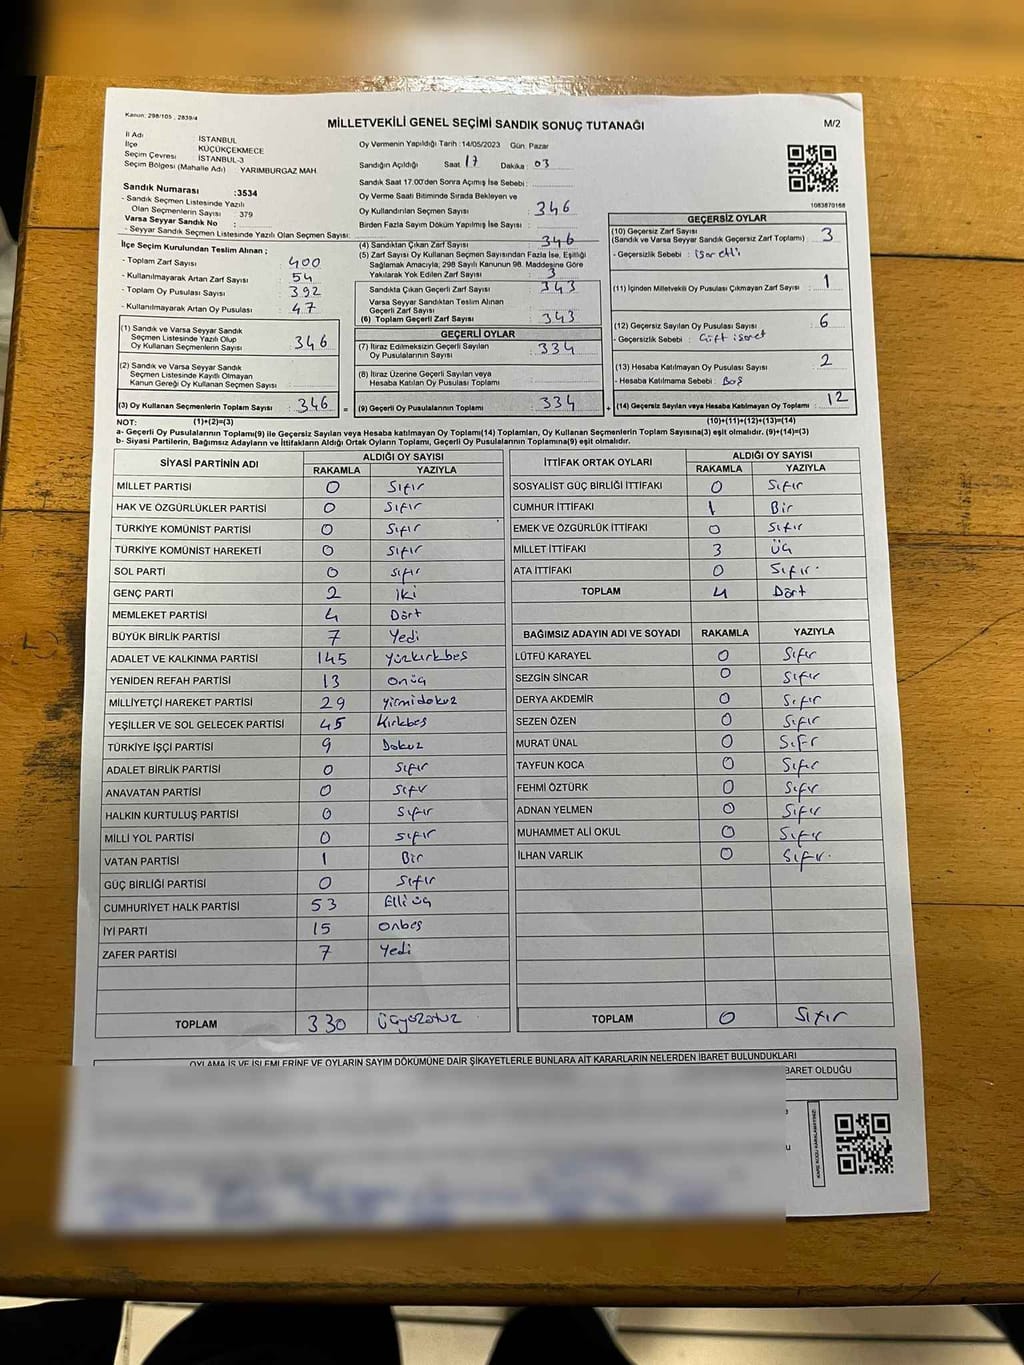 Kanun: 298/105 , 2839/4
MİLLETVEKİLİ GENEL SEÇİMİ SANDIK SONUÇ TUTANAĞI
M/2
İl Adı İSTANBUL
İlçe KÜÇÜKÇEKMECE
Seçim Çevresi İSTANBUL-3
Seçim Bölgesi (Mahalle Adı) YARIMBURGAZ MAH
Sandık Numarası :3534
- Sandık Seçmen Listesinde Yazılı
Olan Seçmenlerin Sayısı : 379
Varsa Seyyar Sandık No :
- Seyyar Sandık Seçmen Listesinde Yazılı Olan Seçmen Sayısı:
İlçe Seçim Kurulundan Teslim Alınan ;
- Toplam Zarf Sayısı : 400
- Kullanılmayarak Artan Zarf Sayısı : 54
- Toplam Oy Pusulası Sayısı : 392
- Kullanılmayarak Artan Oy Pusulası : 47
(1) Sandık ve Varsa Seyyar Sandık
Seçmen Listesinde Yazılı Olup
Oy Kullanan Seçmenlerin Sayısı : 346
(2) Sandık ve Varsa Seyyar Sandık
Seçmen Listesinde Kayıtlı Olmayan
Kanun Gereği Oy Kullanan Seçmen Sayısı :
(3) Oy Kullanan Seçmenlerin Toplam Sayısı : 346 =
Oy Vermenin Yapıldığı Tarih : 14/05/2023 Gün: Pazar
Sandığın Açıldığı Saat: 17 Dakika : 03
Sandık Saat 17.00'den Sonra Açımış İse Sebebi :
Oy Verme Saati Bitiminde Sırada Bekleyen ve
Oy Kullandırılan Seçmen Sayısı : 346
Birden Fazla Sayım Döküm Yapılmış İse Sayısı :
(4) Sandıktan Çıkan Zarf Sayısı : 346
(5) Zarf Sayısı Oy Kullanan Seçmen Sayısından Fazla İse, Eşitliği
Sağlamak Amacıyla, 298 Sayılı Kanunun 98. Maddesine Göre
Yakılarak Yok Edilen Zarf Sayısı : 3
Sandıkta Çıkan Geçerli Zarf Sayısı : 343
Varsa Seyyar Sandıktan Teslim Alınan
Geçerli Zarf Sayısı :
(6) Toplam Geçerli Zarf Sayısı : 343
GEÇERLİ OYLAR
(7) İtiraz Edilmeksizin Geçerli Sayılan
Oy Pusulalarının Sayısı : 334
(8) İtiraz Üzerine Geçerli Sayılan veya
Hesaba Katılan Oy Pusulası Toplamı :
(9) Geçerli Oy Pusulalarının Toplamı : 334 +
1083870168
GEÇERSİZ OYLAR
(10) Geçersiz Zarf Sayısı
(Sandık ve Varsa Seyyar Sandık Geçersiz Zarf Toplamı) : 3
- Geçersizlik Sebebi : işaretli
(11) İçinden Milletvekili Oy Pusulası Çıkmayan Zarf Sayısı : 1
(12) Geçersiz Sayılan Oy Pusulası Sayısı : 6
- Geçersizlik Sebebi : Çift işaret
(13) Hesaba Katılmayan Oy Pusulası Sayısı : 2
- Hesaba Katılmama Sebebi : Boş
(14) Geçersiz Sayılan veya Hesaba Katılmayan Oy Toplamı : 12
NOT: (1)+(2)=(3) (10)+(11)+(12)+(13)=(14)
a- Geçerli Oy Pusulalarının Toplamı(9) ile Geçersiz Sayılan veya Hesaba Katılmayan Oy Toplamı(14) Toplamları, Oy Kullanan Seçmenlerin Toplam Sayısına(3) eşit olmalıdır. (9)+(14)=(3)
b- Siyasi Partilerin, Bağımsız Adayların ve İttifakların Aldığı Ortak Oyların Toplamı, Geçerli Oy Pusulalarının Toplamına(9) eşit olmalıdır.
SİYASİ PARTİNİN ADI ALDIĞI OY SAYISI
RAKAMLA YAZIYLA
MİLLET PARTİSİ 0 Sıfır
HAK VE ÖZGÜRLÜKLER PARTİSİ 0 Sıfır
TÜRKİYE KOMÜNİST PARTİSİ 0 Sıfır
TÜRKİYE KOMÜNİST HAREKETİ 0 Sıfır
SOL PARTİ 0 Sıfır
GENÇ PARTİ 2 İki
MEMLEKET PARTİSİ 4 Dört
BÜYÜK BİRLİK PARTİSİ 7 Yedi
ADALET VE KALKINMA PARTİSİ 145 Yüzkırkbeş
YENİDEN REFAH PARTİSİ 13 Onüç
MİLLİYETÇİ HAREKET PARTİSİ 29 Yirmidokuz
YEŞİLLER VE SOL GELECEK PARTİSİ 45 Kırkbeş
TÜRKİYE İŞÇİ PARTİSİ 9 Dokuz
ADALET BİRLİK PARTİSİ 0 Sıfır
ANAVATAN PARTİSİ 0 Sıfır
HALKIN KURTULUŞ PARTİSİ 0 Sıfır
MİLLİ YOL PARTİSİ 0 Sıfır
VATAN PARTİSİ 1 Bir
GÜÇ BİRLİĞİ PARTİSİ 0 Sıfır
CUMHURİYET HALK PARTİSİ 53 Elliüç
İYİ PARTİ 15 Onbeş
ZAFER PARTİSİ 7 Yedi
TOPLAM 330 Üçyüzotuz
İTTİFAK ORTAK OYLARI ALDIĞI OY SAYISI
RAKAMLA YAZIYLA
SOSYALİST GÜÇ BİRLİĞİ İTTİFAKI 0 Sıfır
CUMHUR İTTİFAKI 1 Bir
EMEK VE ÖZGÜRLÜK İTTİFAKI 0 Sıfır
MİLLET İTTİFAKI 3 Üç
ATA İTTİFAKI 0 Sıfır.
TOPLAM 4 Dört
BAĞIMSIZ ADAYIN ADI VE SOYADI RAKAMLA YAZIYLA
LÜTFÜ KARAYEL 0 Sıfır
SEZGİN SİNCAR 0 Sıfır
DERYA AKDEMİR 0 Sıfır
SEZEN ÖZEN 0 Sıfır
MURAT ÜNAL 0 Sıfr
TAYFUN KOCA 0 Sıfır
FEHMİ ÖZTÜRK 0 Sıfır
ADNAN YELMEN 0 Sıfır
MUHAMMET ALİ OKUL 0 Sıfır
İLHAN VARLIK 0 Sıfır.
TOPLAM 0 Sıfır
OYLAMA İŞ VE İŞLEMLERİNE VE OYLARIN SAYIM DÖKÜMÜNE DAİR ŞİKAYETLERLE BUNLARA AİT KARARLARIN NELERDEN İBARET BULUNDUKLARI
BARET OLDUĞU